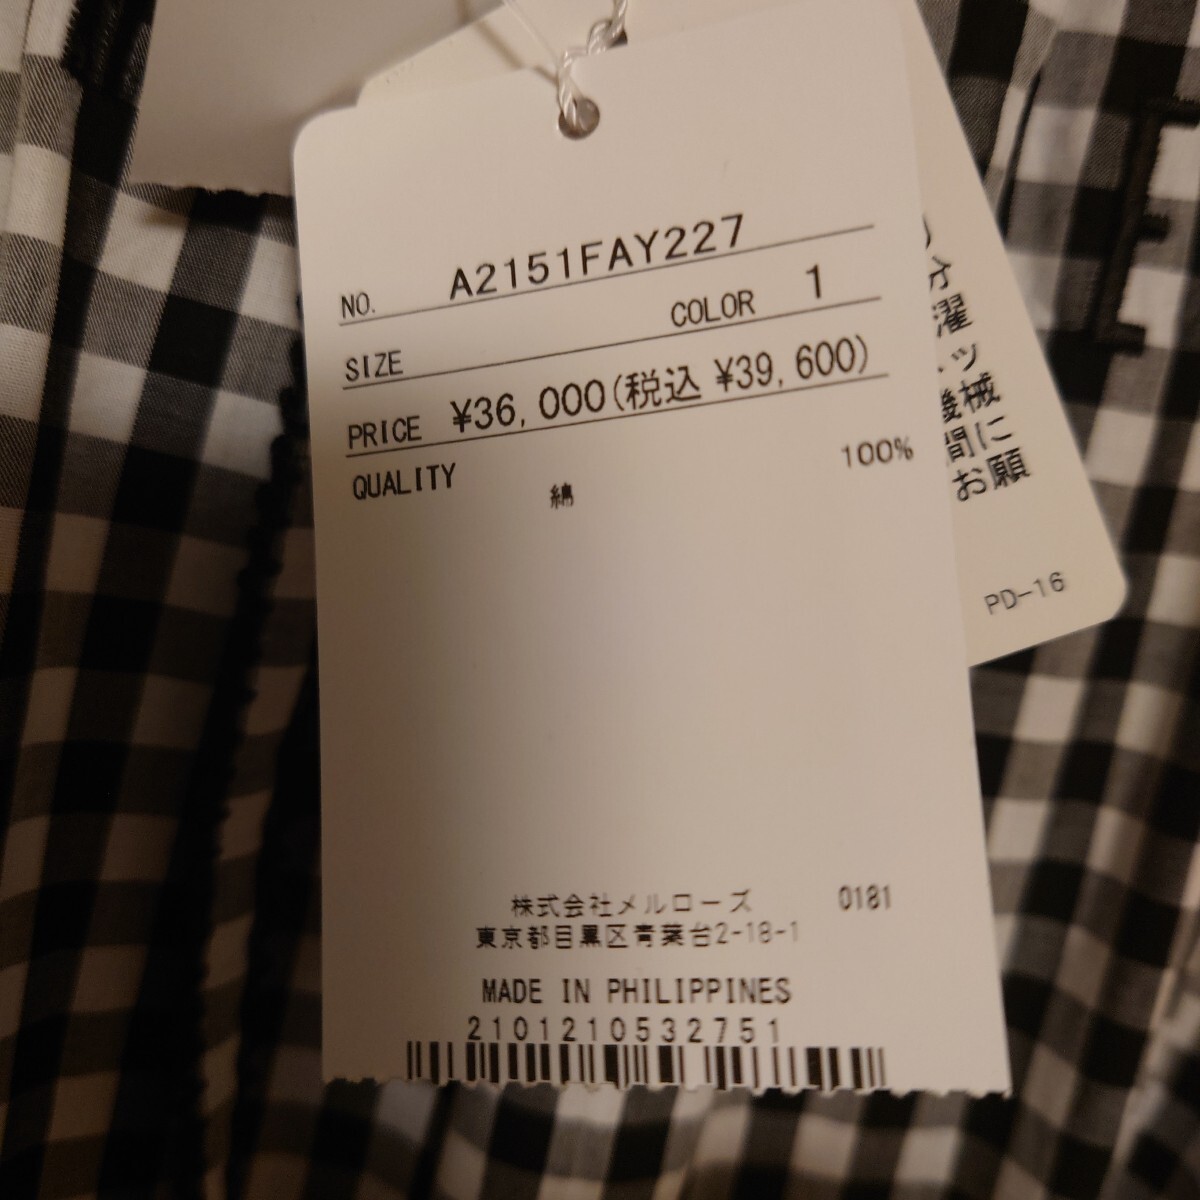 NO. A2151FAY227
SIZE COLOR 1
PRICE ¥36,000(税込 ¥39,600)
QUALITY 綿 100%
株式会社メルローズ 0181
東京都目黒区青葉台2-18-1
MADE IN PHILIPPINES
2101210532751
分
濯
ッ
機械
間に
お願
PD-16
E